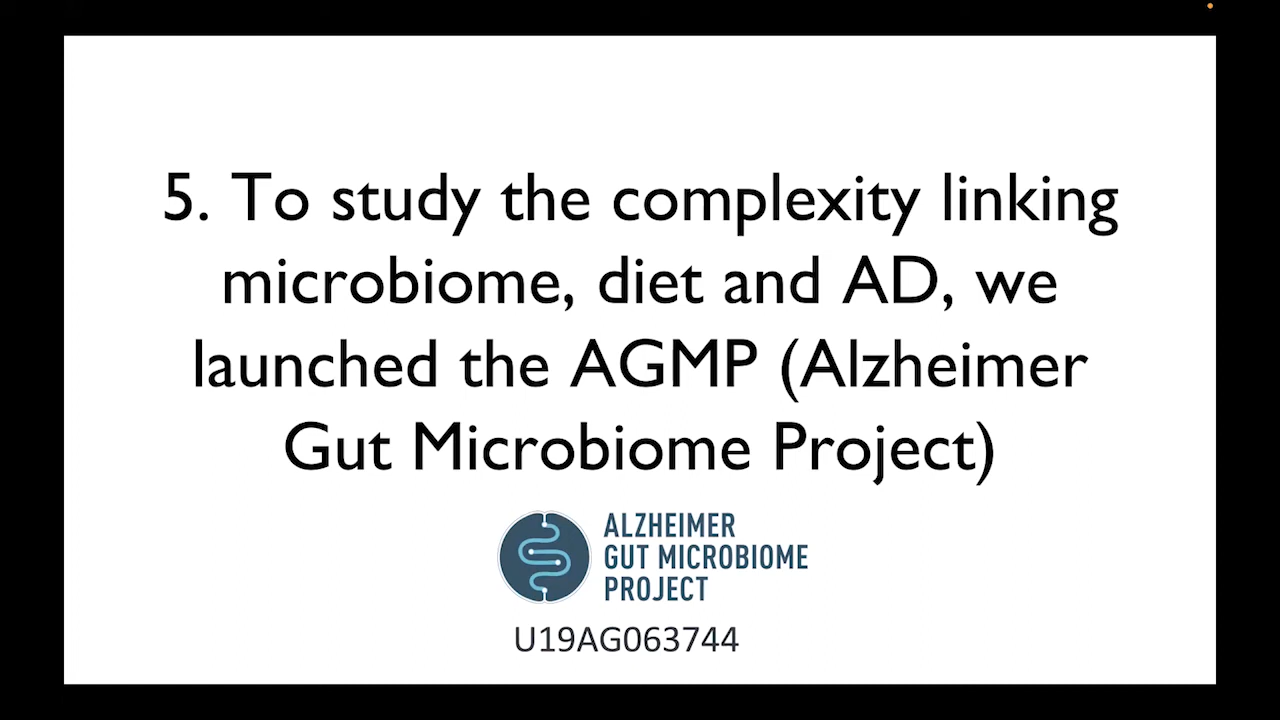 5. To study the complexity linking
microbiome, diet and AD, we
launched the AGMP (Alzheimer
Gut Microbiome Project)
ALZHEIMER
GUT MICROBIOME
PROJECT
U19AG063744